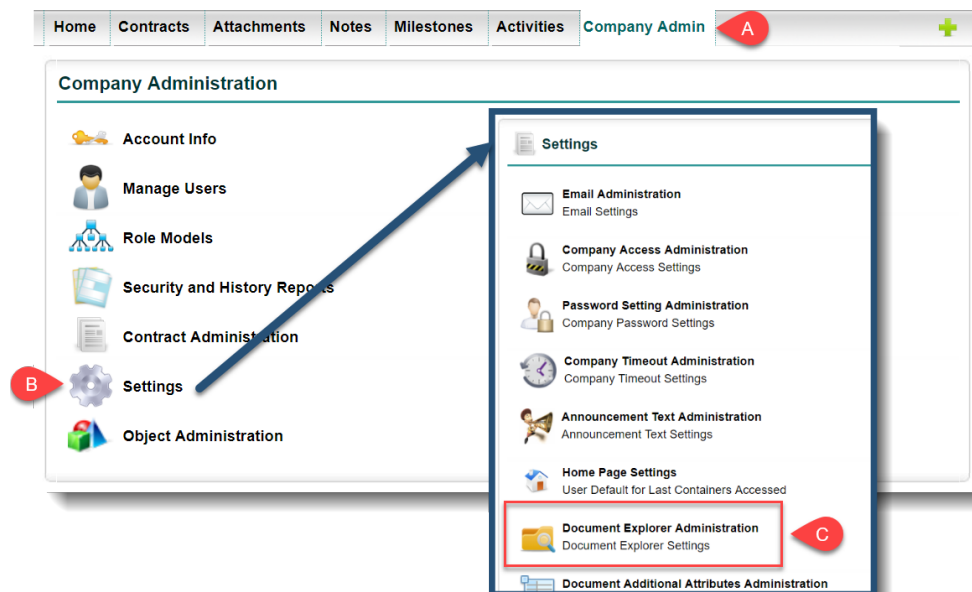 Home Contracts Attachments Notes Milestones Activities Company Admin
A
Company Administration
Account Info
Manage Users
Role Models
Security and History Reports
Contract Administration
B
Settings
Object Administration
Settings
Email Administration
Email Settings
Company Access Administration
Company Access Settings
Password Setting Administration
Company Password Settings
Company Timeout Administration
Company Timeout Settings
Announcement Text Administration
Announcement Text Settings
Home Page Settings
User Default for Last Containers Accessed
Document Explorer Administration
Document Explorer Settings
C
Document Additional Attributes Administration